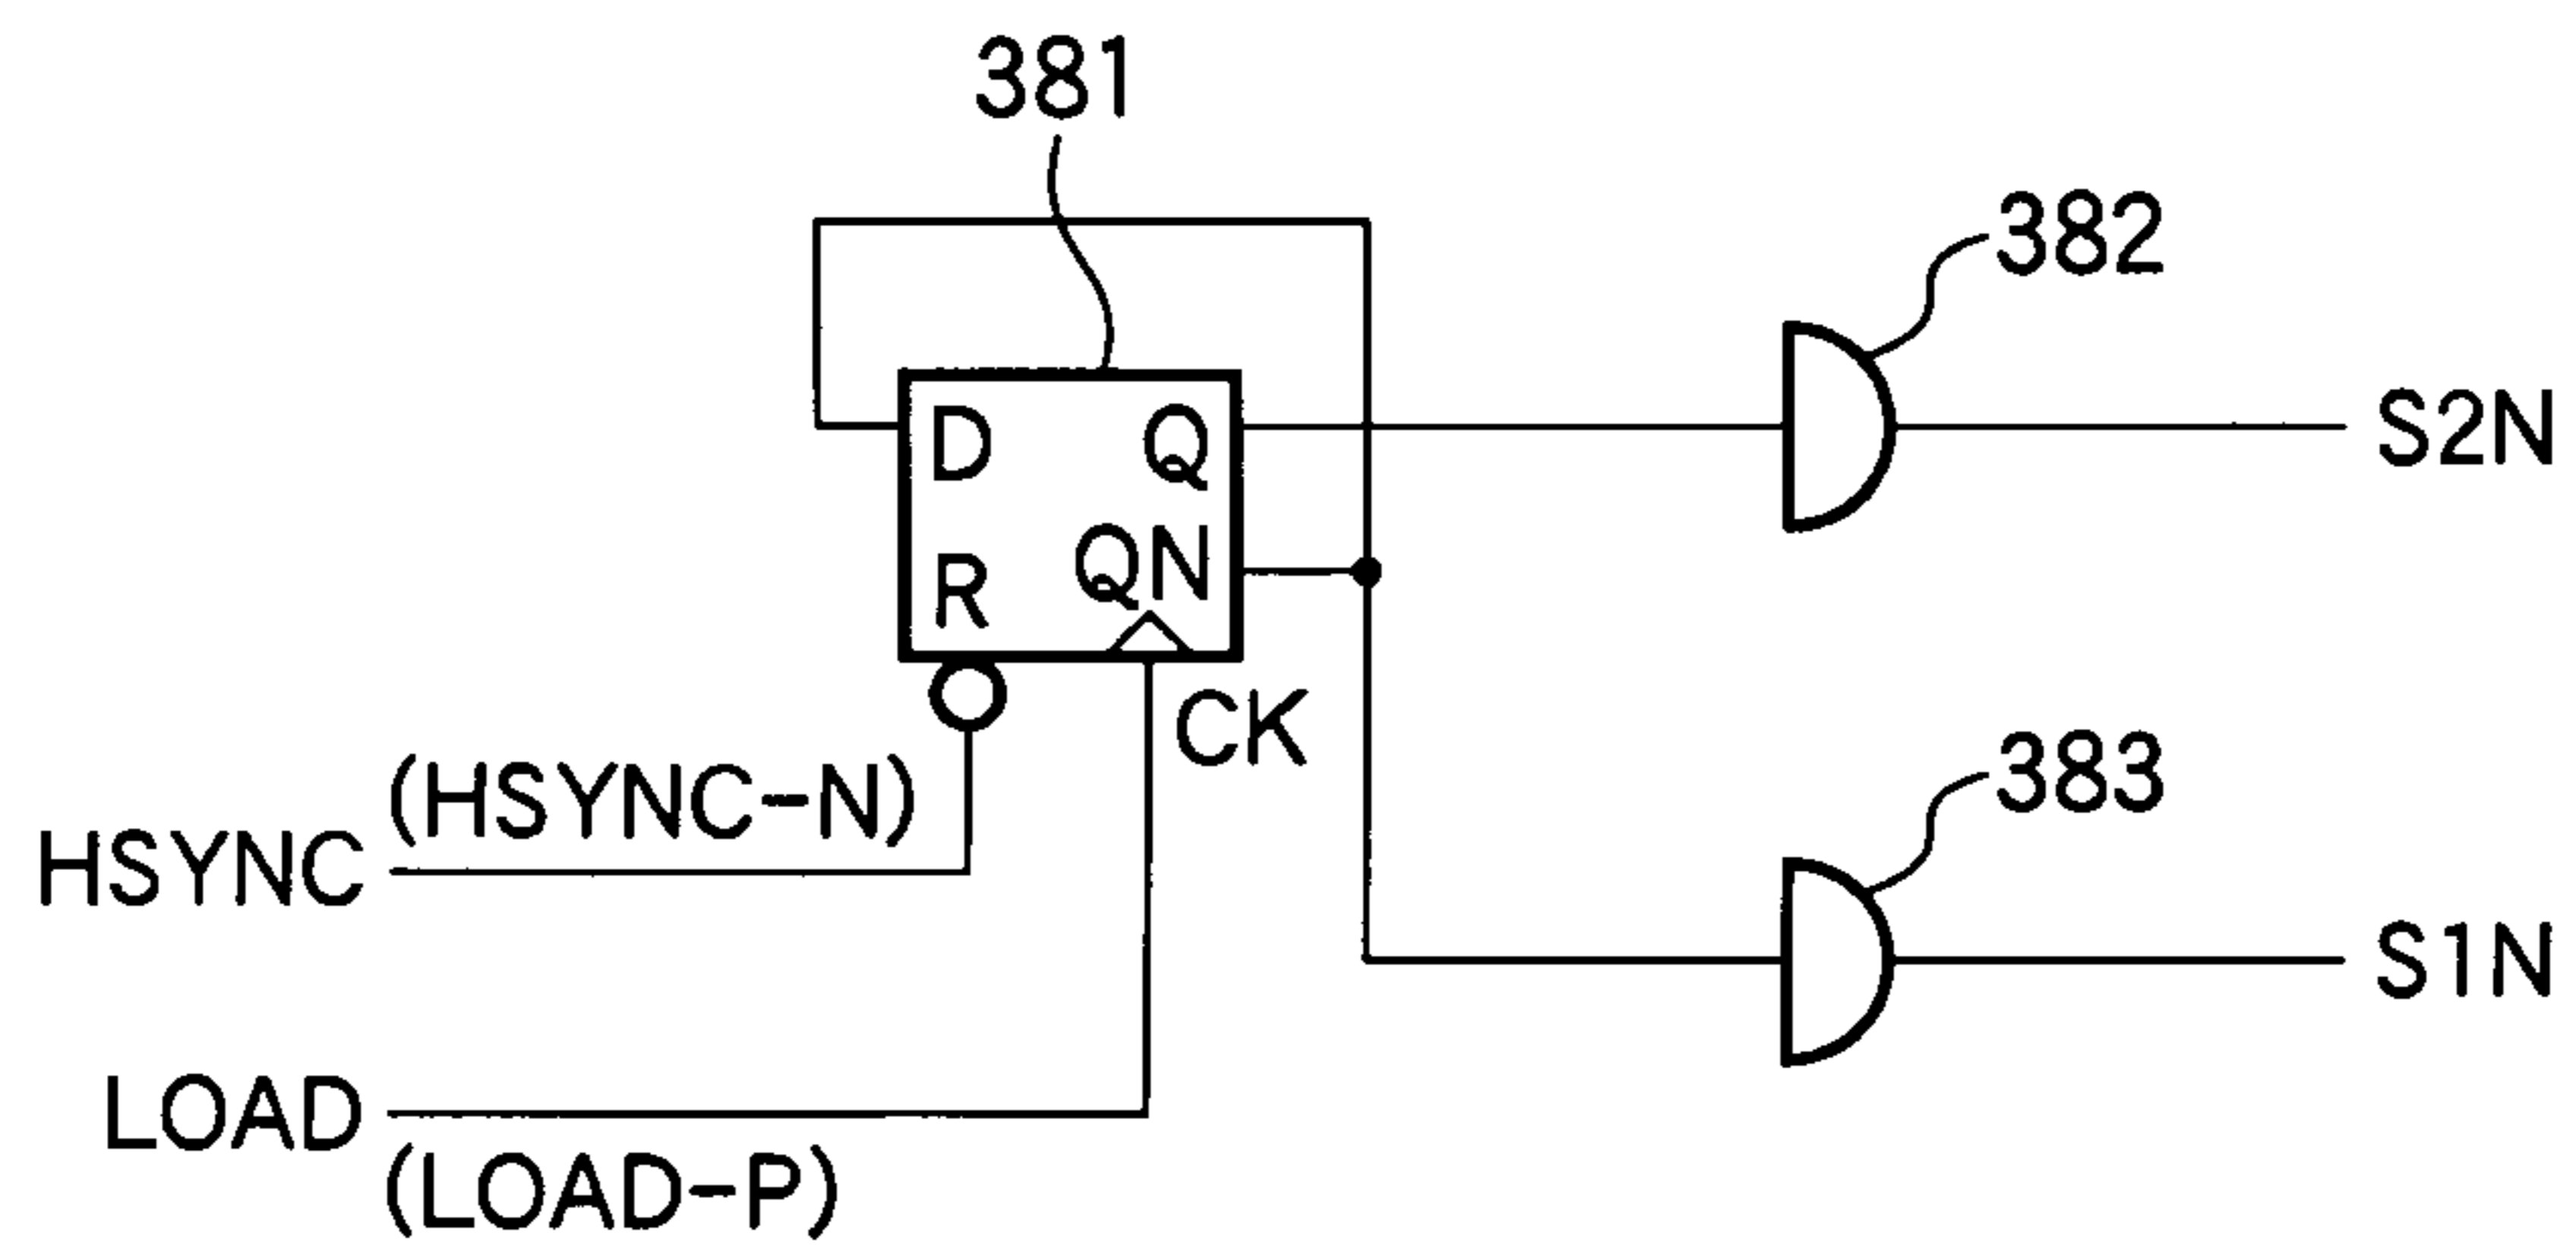 381
382
D Q
S2N
QN
R
CK
383
(HSYNC-N)
HSYNC
S1N
LOAD
(LOAD-P)